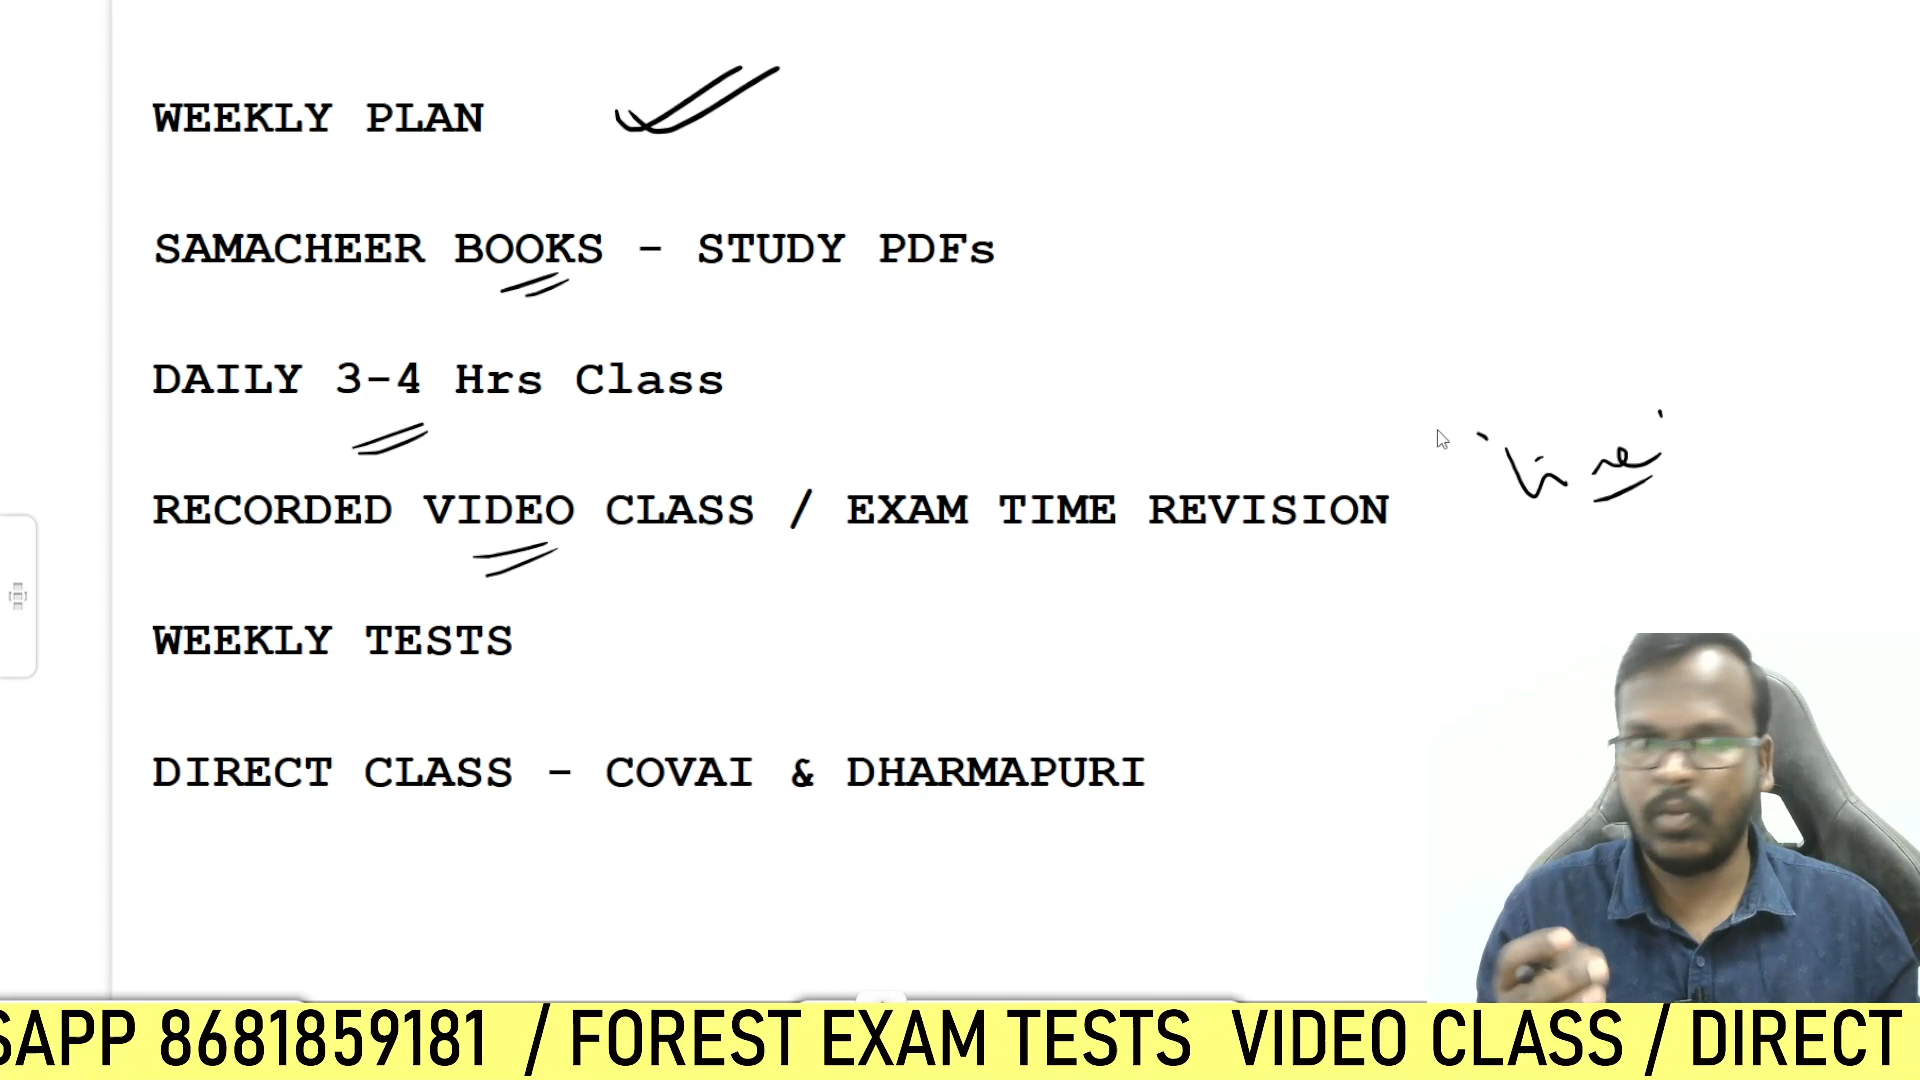 WEEKLY PLAN
SAMACHEER BOOKS - STUDY PDFs
DAILY 3-4 Hrs Class
live
RECORDED VIDEO CLASS / EXAM TIME REVISION
WEEKLY TESTS
DIRECT CLASS - COVAI & DHARMAPURI
SAPP 8681859181 / FOREST EXAM TESTS VIDEO CLASS / DIRECT